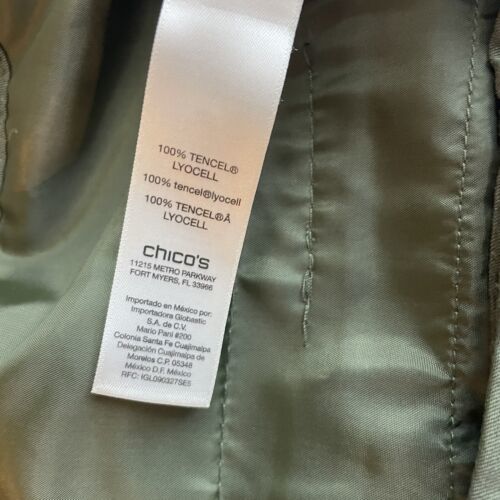 100% TENCEL®
LYOCELL
100% tencel®lyocell
100% TENCEL®Â
LYOCELL
chico's
11215 METRO PARKWAY
FORT MYERS, FL 33966
Importado en México por:
Importadora Globastic
S.A. de C.V.
Mario Pani #200
Colonia Santa Fe Cuajimalpa
Delegación Cuajimalpa de
Morelos C.P. 05348
México D.F. México
RFC: IGL090327SE5